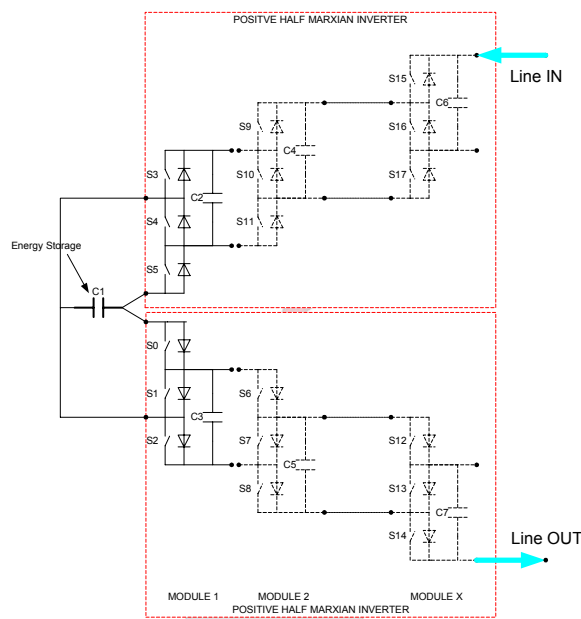 POSITVE HALF MARXIAN INVERTER
Line IN
S15
C6
S9
S16
C4
S3
S10
S17
C2
S4
S11
Energy Storage
S5
C1
S0
S1
S6
C3
S2
S7
S12
C5
S8
S13
C7
S14
Line OUT
MODULE 1 MODULE 2 MODULE X
POSITIVE HALF MARXIAN INVERTER